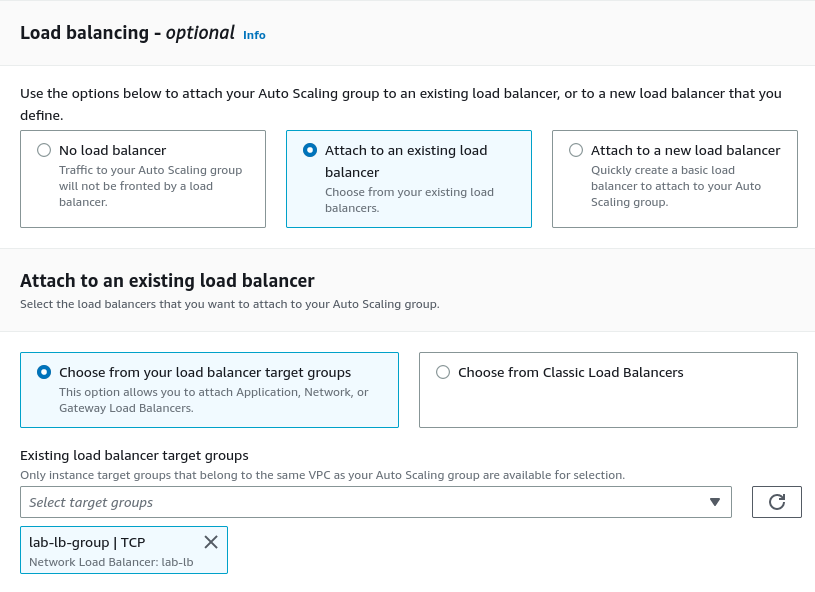 Load balancing - optional Info
Use the options below to attach your Auto Scaling group to an existing load balancer, or to a new load balancer that you
define.
No load balancer
Traffic to your Auto Scaling group
will not be fronted by a load
balancer.
Attach to an existing load
balancer
Choose from your existing load
balancers.
Attach to a new load balancer
Quickly create a basic load
balancer to attach to your Auto
Scaling group.
Attach to an existing load balancer
Select the load balancers that you want to attach to your Auto Scaling group.
Choose from your load balancer target groups
This option allows you to attach Application, Network, or
Gateway Load Balancers.
Choose from Classic Load Balancers
Existing load balancer target groups
Only instance target groups that belong to the same VPC as your Auto Scaling group are available for selection.
Select target groups
lab-lb-group | TCP
Network Load Balancer: lab-lb